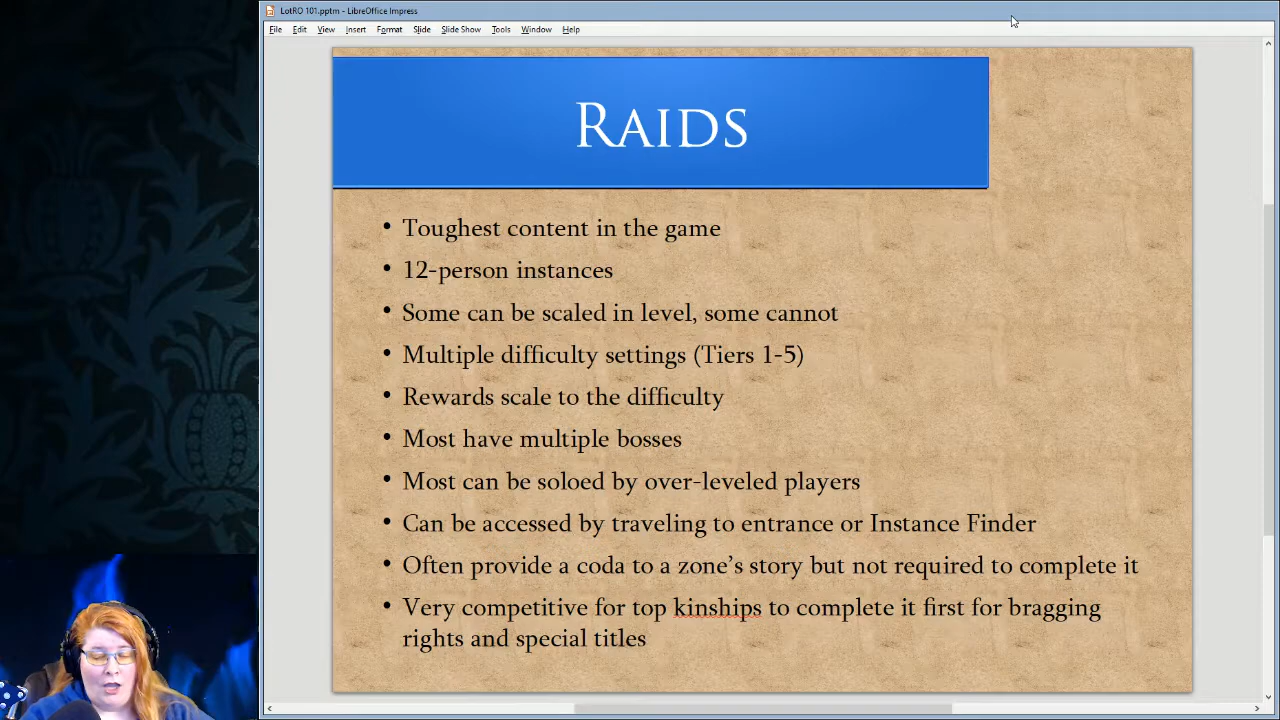 LotRO 101.pptm - LibreOffice Impress
File Edit View Insert Format Slide Slide Show Tools Window Help
RAIDS
• Toughest content in the game
• 12-person instances
• Some can be scaled in level, some cannot
• Multiple difficulty settings (Tiers 1-5)
• Rewards scale to the difficulty
• Most have multiple bosses
• Most can be soloed by over-leveled players
• Can be accessed by traveling to entrance or Instance Finder
• Often provide a coda to a zone's story but not required to complete it
• Very competitive for top kinships to complete it first for bragging
rights and special titles